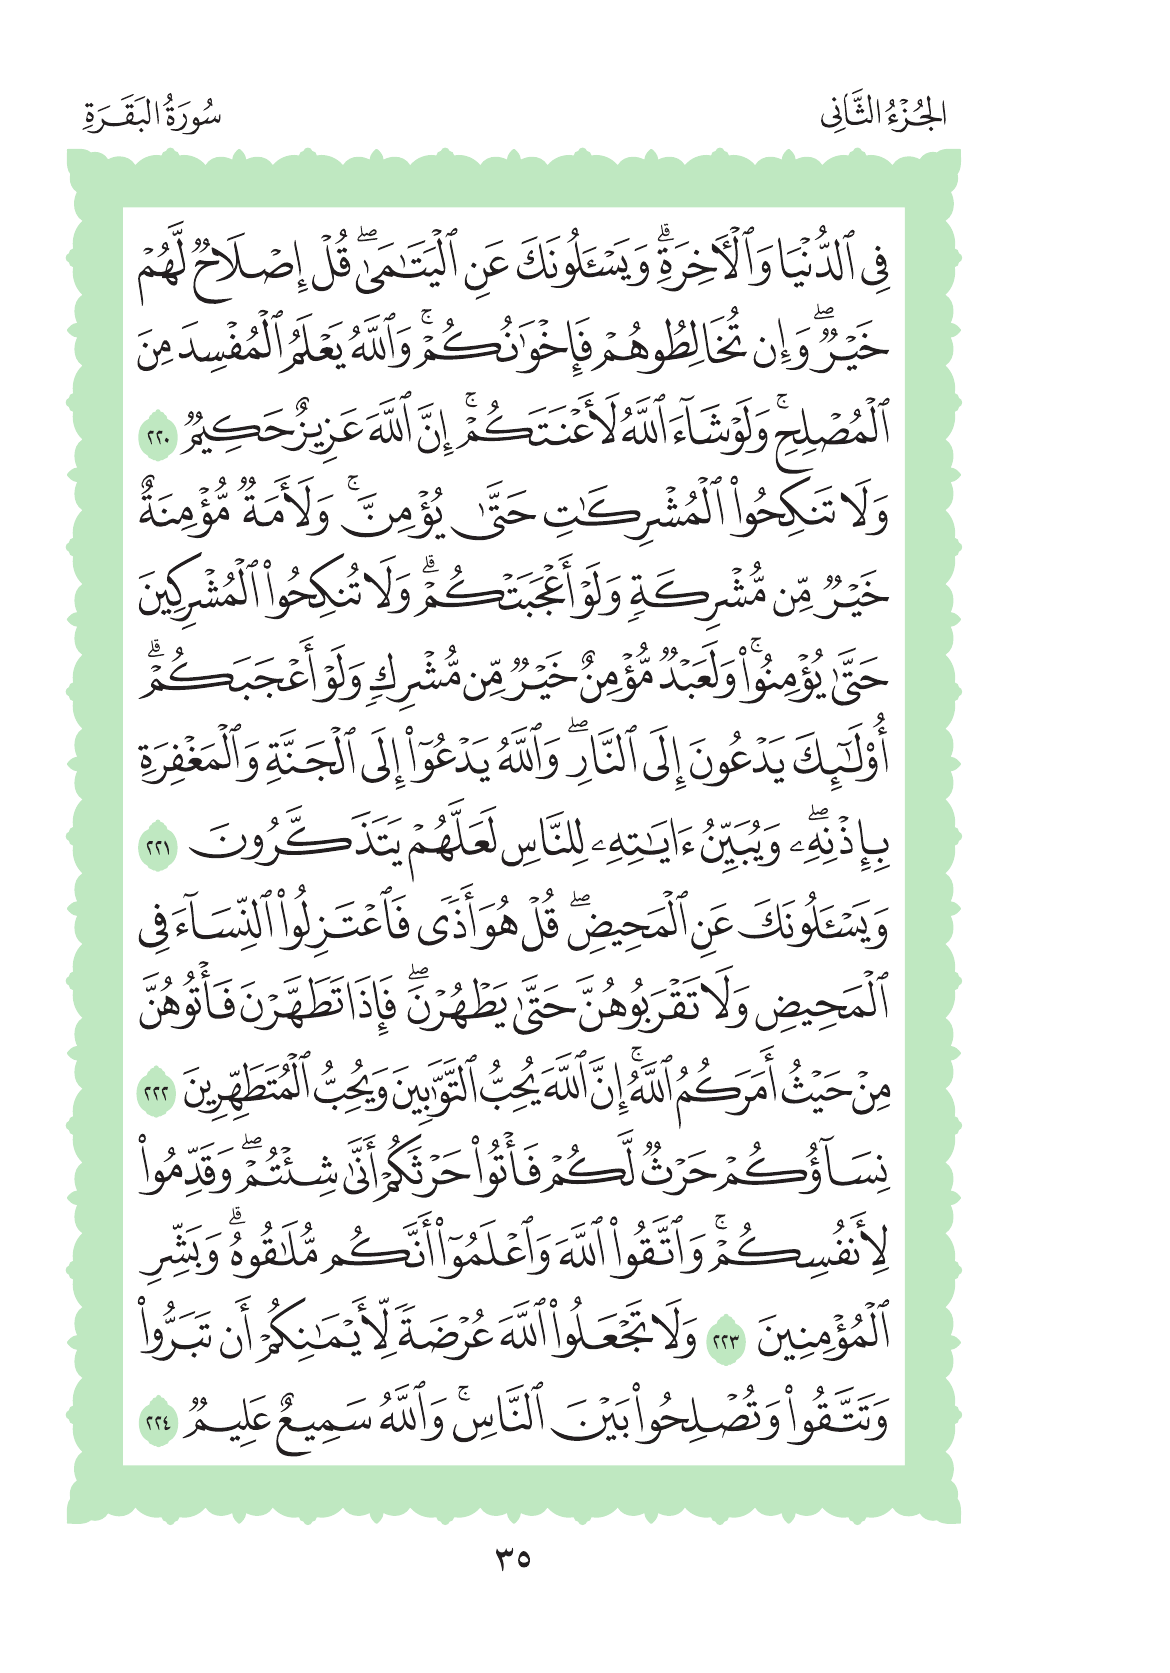 الجُزْءُ الثَّانِي
سُورَةُ البَقَرَةِ
فِي ٱلدُّنۡيَا وَٱلۡأٓخِرَةِۗ وَيَسۡـَٔلُونَكَ عَنِ ٱلۡيَتَٰمَىٰۖ قُلۡ إِصۡلَاحٞ لَّهُمۡ
خَيۡرٞۖ وَإِن تُخَالِطُوهُمۡ فَإِخۡوَٰنُكُمۡۚ وَٱللَّهُ يَعۡلَمُ ٱلۡمُفۡسِدَ مِنَ
ٱلۡمُصۡلِحِۚ وَلَوۡ شَآءَ ٱللَّهُ لَأَعۡنَتَكُمۡۚ إِنَّ ٱللَّهَ عَزِيزٌ حَكِيمٞ ٢٢٠
وَلَا تَنكِحُواْ ٱلۡمُشۡرِكَٰتِ حَتَّىٰ يُؤۡمِنَّۚ وَلَأَمَةٞ مُّؤۡمِنَةٌ
خَيۡرٞ مِّن مُّشۡرِكَةٖ وَلَوۡ أَعۡجَبَتۡكُمۡۗ وَلَا تُنكِحُواْ ٱلۡمُشۡرِكِينَ
حَتَّىٰ يُؤۡمِنُواْۚ وَلَعَبۡدٞ مُّؤۡمِنٌ خَيۡرٞ مِّن مُّشۡرِكٖ وَلَوۡ أَعۡجَبَكُمۡۗ
أُوْلَٰٓئِكَ يَدۡعُونَ إِلَى ٱلنَّارِۖ وَٱللَّهُ يَدۡعُوٓاْ إِلَى ٱلۡجَنَّةِ وَٱلۡمَغۡفِرَةِ
بِإِذۡنِهِۦۖ وَيُبَيِّنُ ءَايَٰتِهِۦ لِلنَّاسِ لَعَلَّهُمۡ يَتَذَكَّرُونَ ٢٢١
وَيَسۡـَٔلُونَكَ عَنِ ٱلۡمَحِيضِۖ قُلۡ هُوَ أَذٗى فَٱعۡتَزِلُواْ ٱلنِّسَآءَ فِي
ٱلۡمَحِيضِ وَلَا تَقۡرَبُوهُنَّ حَتَّىٰ يَطۡهُرۡنَۖ فَإِذَا تَطَهَّرۡنَ فَأۡتُوهُنَّ
مِنۡ حَيۡثُ أَمَرَكُمُ ٱللَّهُۚ إِنَّ ٱللَّهَ يُحِبُّ ٱلتَّوَّٰبِينَ وَيُحِبُّ ٱلۡمُتَطَهِّرِينَ ٢٢٢
نِسَآؤُكُمۡ حَرۡثٞ لَّكُمۡ فَأۡتُواْ حَرۡثَكُمۡ أَنَّىٰ شِئۡتُمۡۖ وَقَدِّمُواْ
لِأَنفُسِكُمۡۚ وَٱتَّقُواْ ٱللَّهَ وَٱعۡلَمُوٓاْ أَنَّكُم مُّلَٰقُوهُۗ وَبَشِّرِ
ٱلۡمُؤۡمِنِينَ ٢٢٣ وَلَا تَجۡعَلُواْ ٱللَّهَ عُرۡضَةٗ لِّأَيۡمَٰنِكُمۡ أَن تَبَرُّواْ
وَتَتَّقُواْ وَتُصۡلِحُواْ بَيۡنَ ٱلنَّاسِۚ وَٱللَّهُ سَمِيعٌ عَلِيمٞ ٢٢٤
٣٥